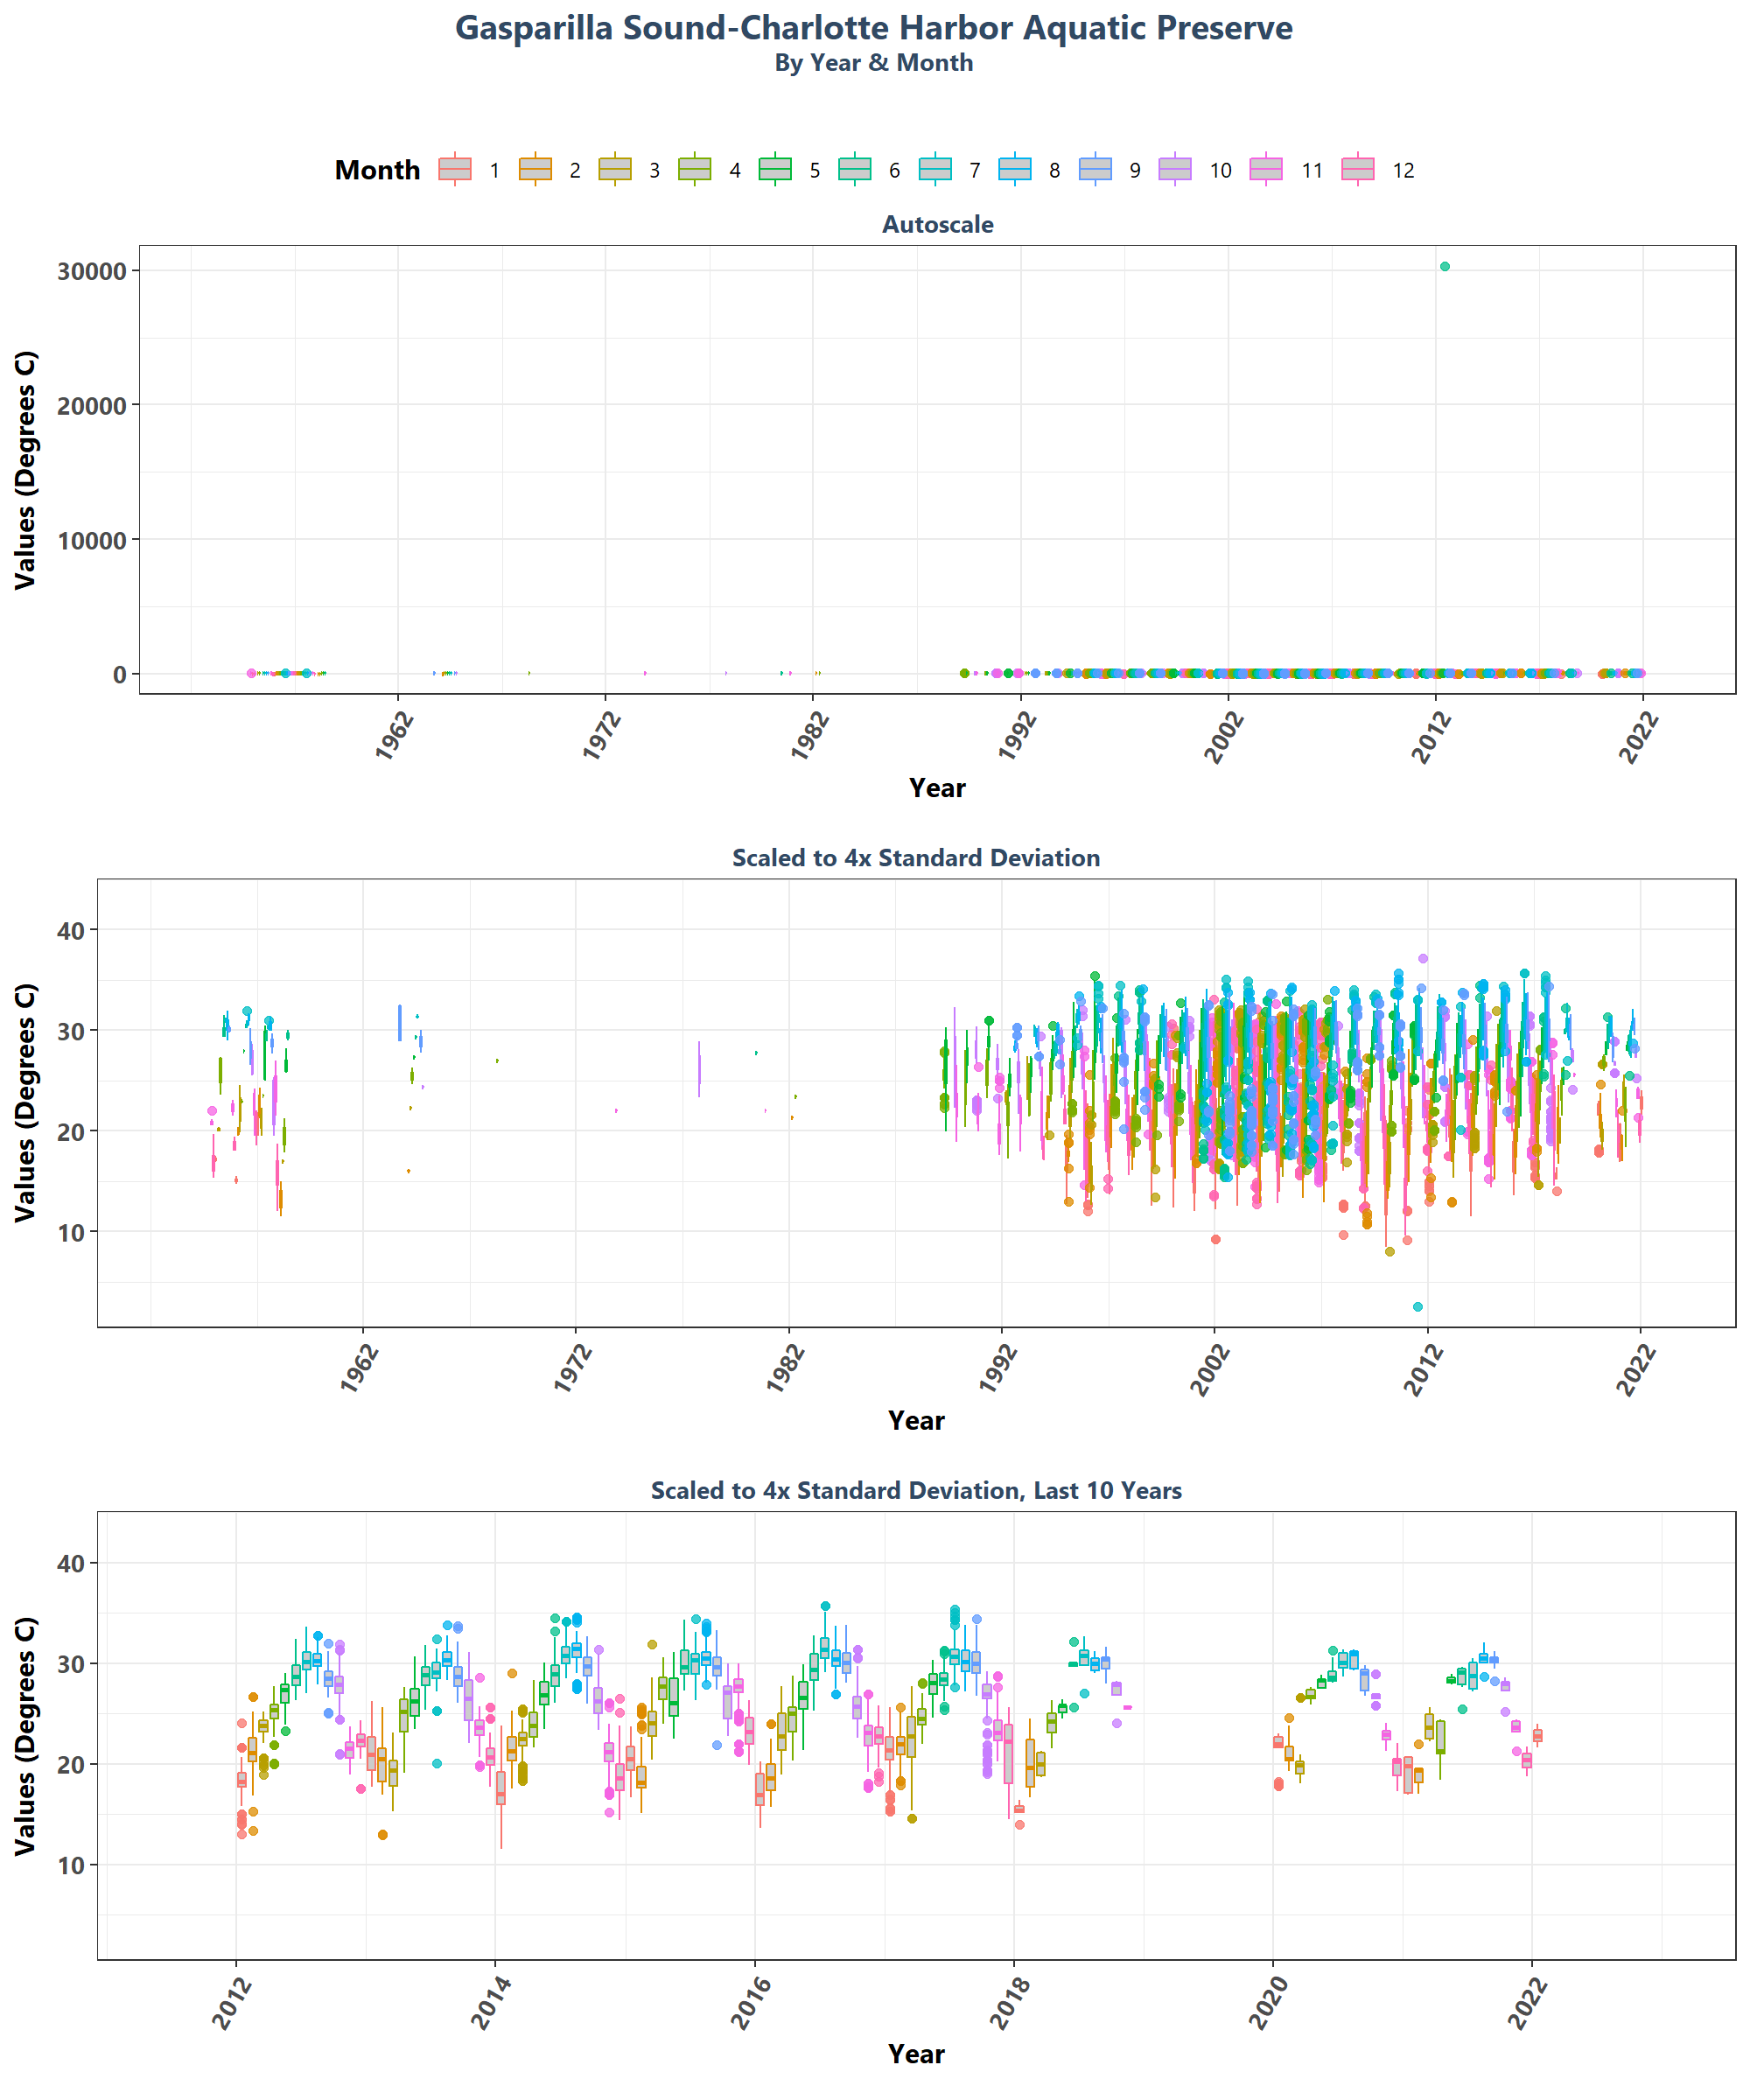 Gasparilla Sound-Charlotte Harbor Aquatic Preserve
By Year & Month
Month 1 2 3 4 5 6 7 8 9 10 11 12
Autoscale
Values (Degrees C)
30000
20000
10000
0
1962 1972 1982 1992 2002 2012 2022
Year
Scaled to 4x Standard Deviation
Values (Degrees C)
40
30
20
10
1962 1972 1982 1992 2002 2012 2022
Year
Scaled to 4x Standard Deviation, Last 10 Years
Values (Degrees C)
40
30
20
10
2012 2014 2016 2018 2020 2022
Year